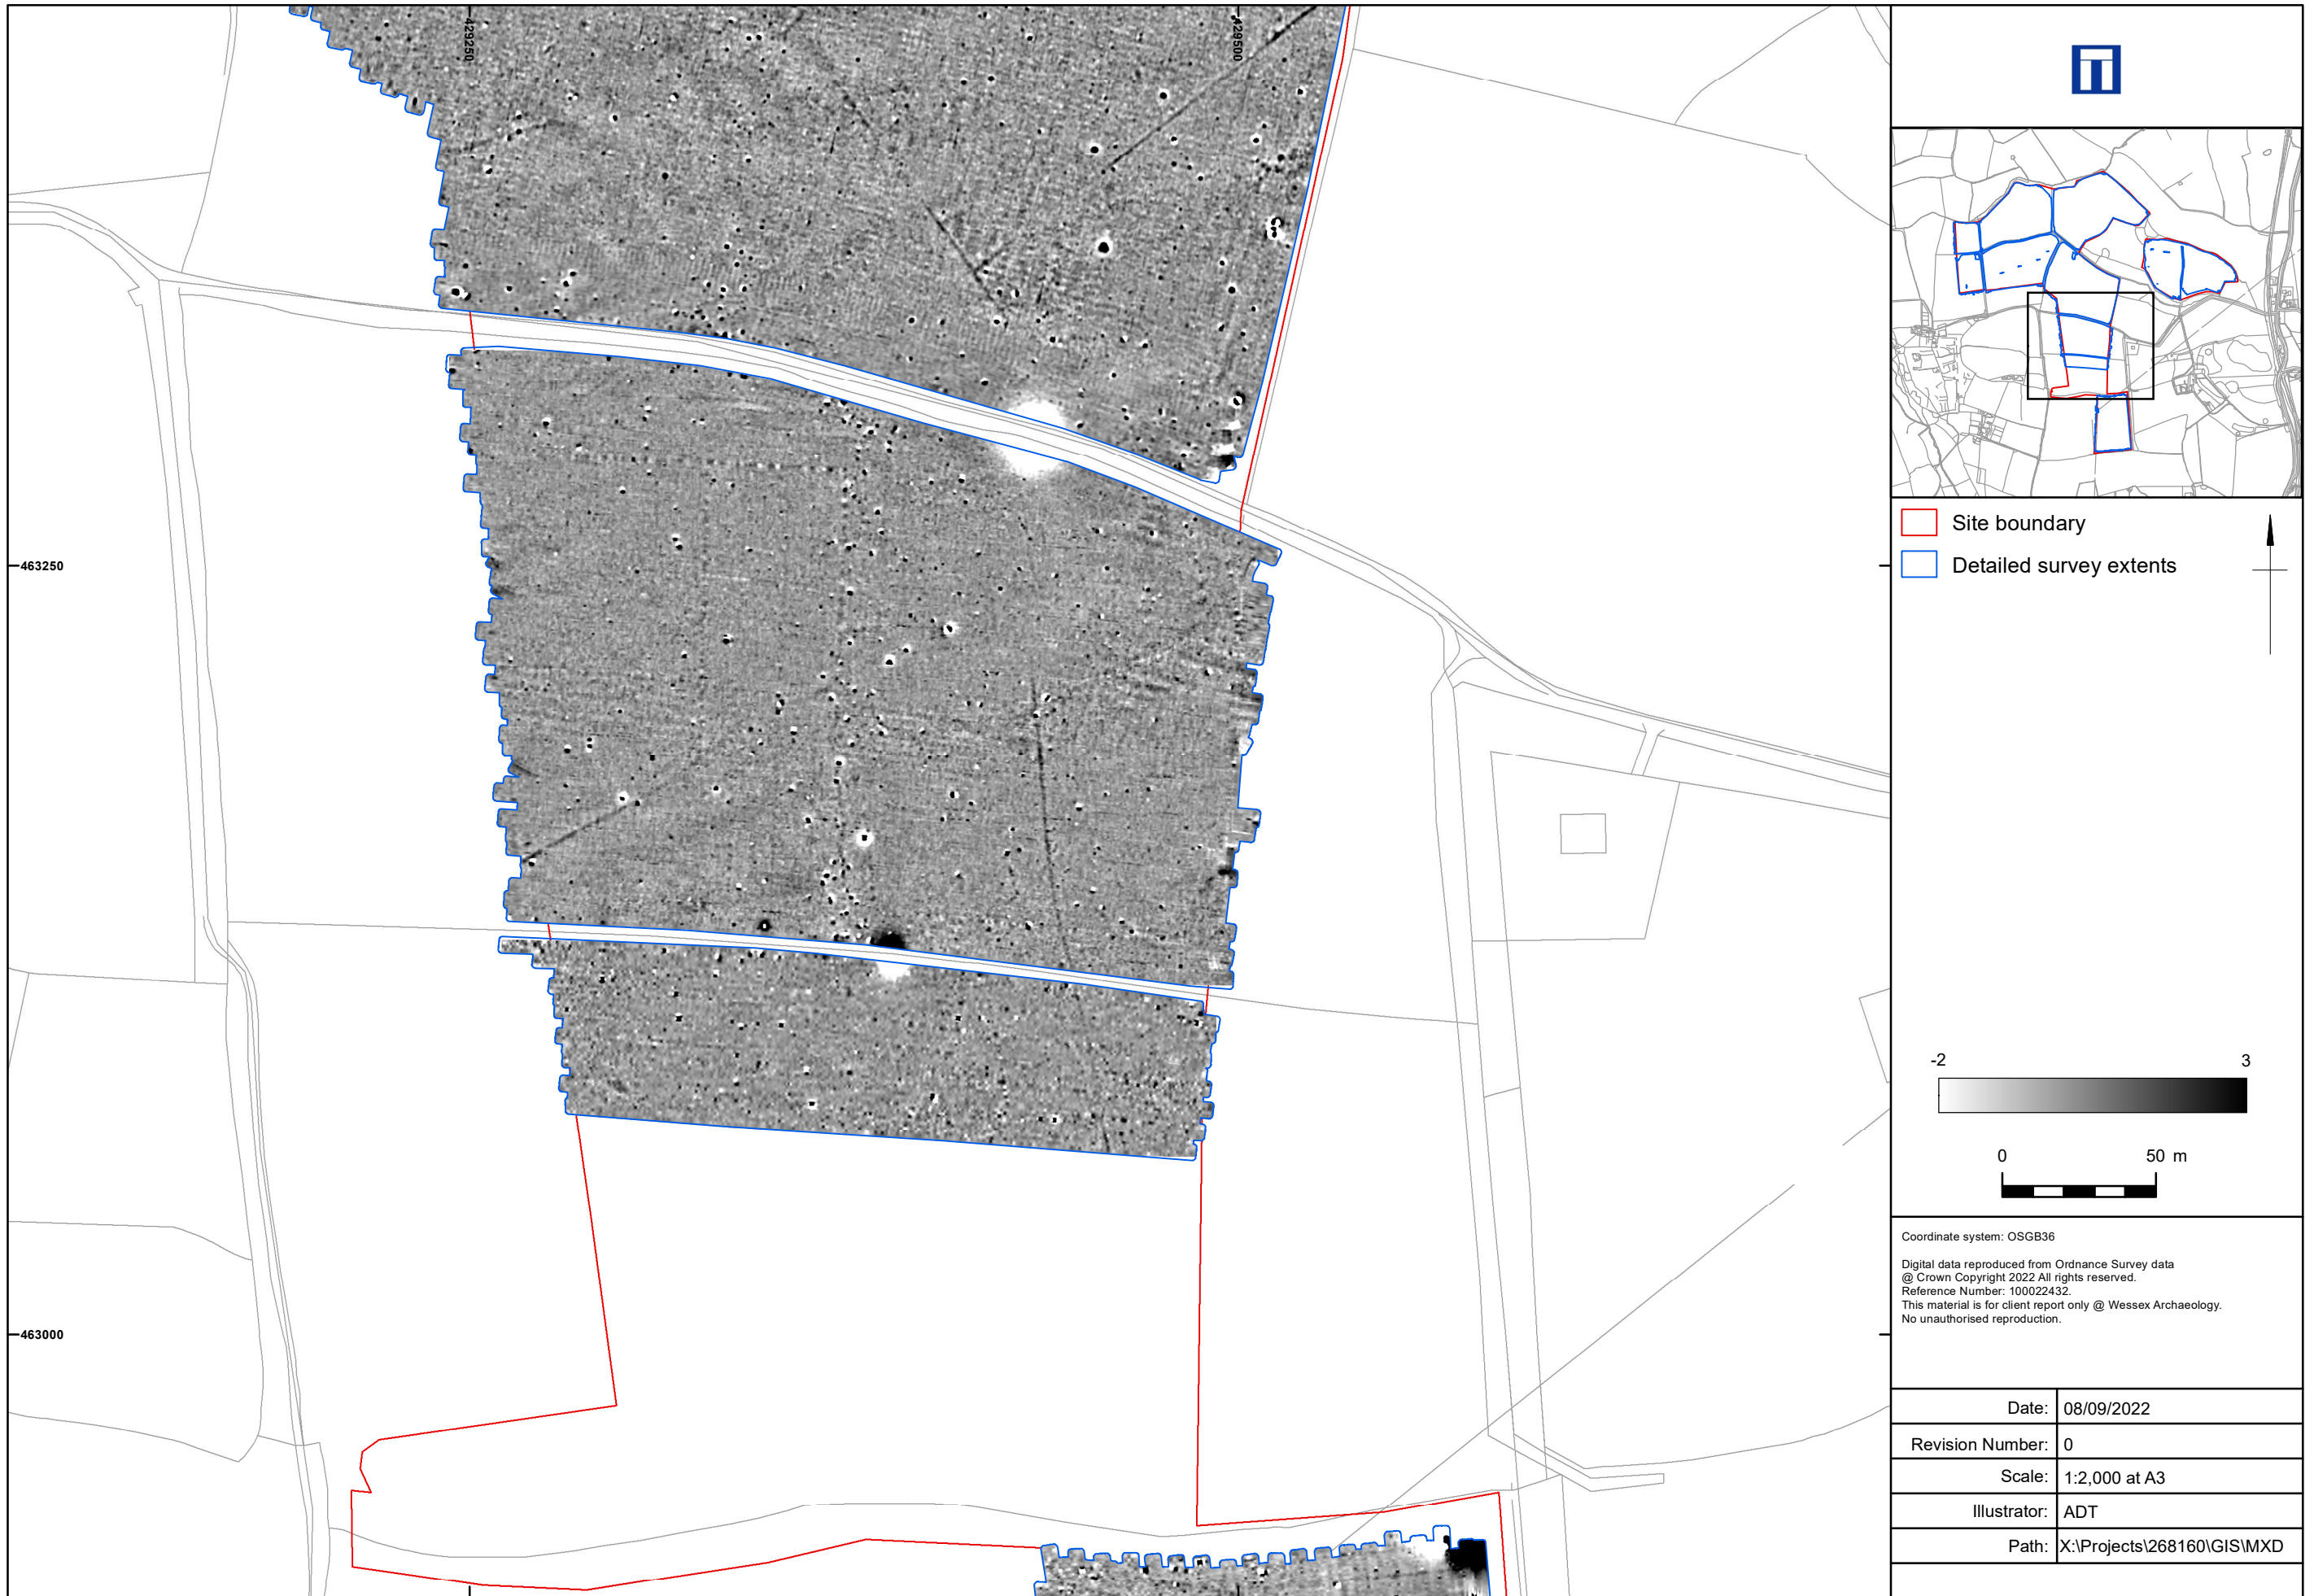 429250
429500
463250
463000
Site boundary
Detailed survey extents
-2 3
0 50 m
Coordinate system: OSGB36
Digital data reproduced from Ordnance Survey data
@ Crown Copyright 2022 All rights reserved.
Reference Number: 100022432.
This material is for client report only @ Wessex Archaeology.
No unauthorised reproduction.
Date: 08/09/2022
Revision Number: 0
Scale: 1:2,000 at A3
Illustrator: ADT
Path: X:\Projects\268160\GIS\MXD